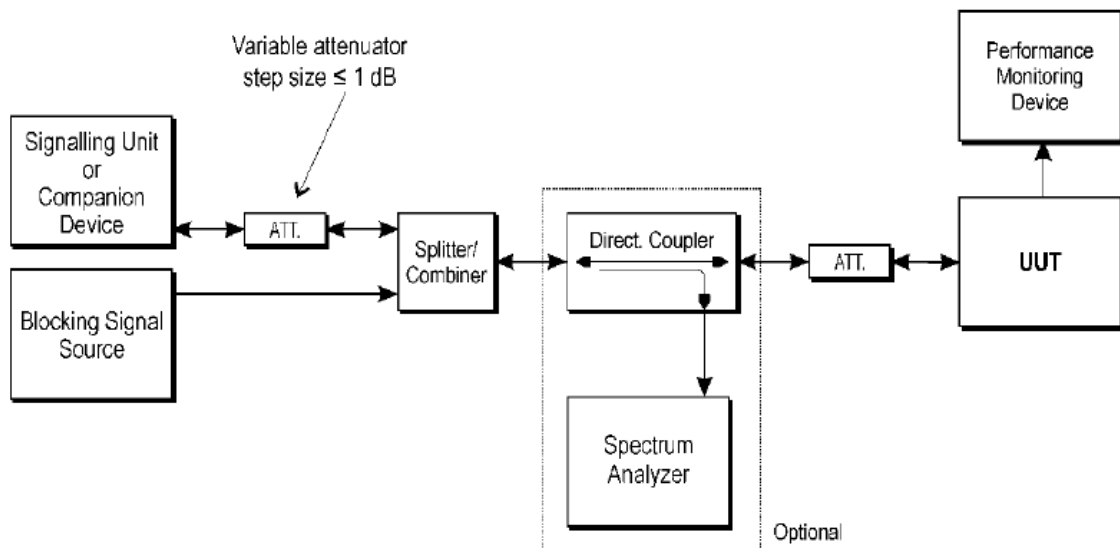 Variable attenuator
step size ≤ 1 dB
Performance
Monitoring
Device
Signalling Unit
or
Companion
Device
ATT.
Splitter/
Combiner
Direct. Coupler
ATT.
UUT
Blocking Signal
Source
Spectrum
Analyzer
Optional